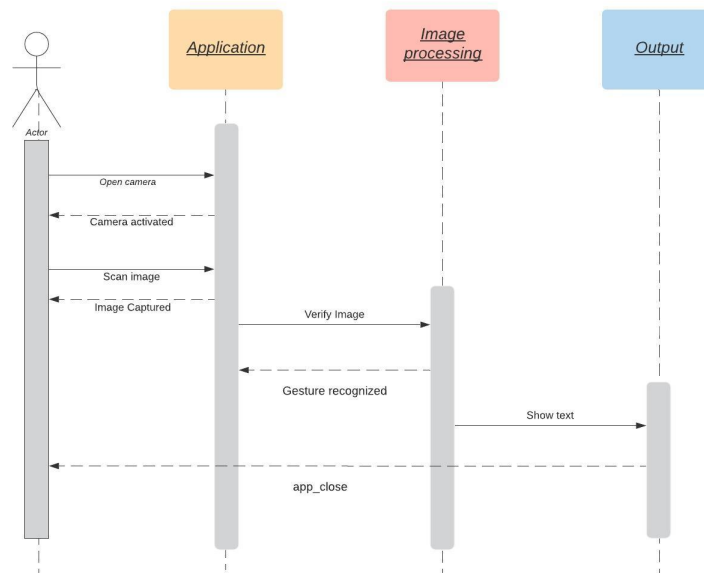 Application
Image
processing
Output
Actor
Open camera
Camera activated
Scan image
Image Captured
Verify Image
Gesture recognized
Show text
app_close